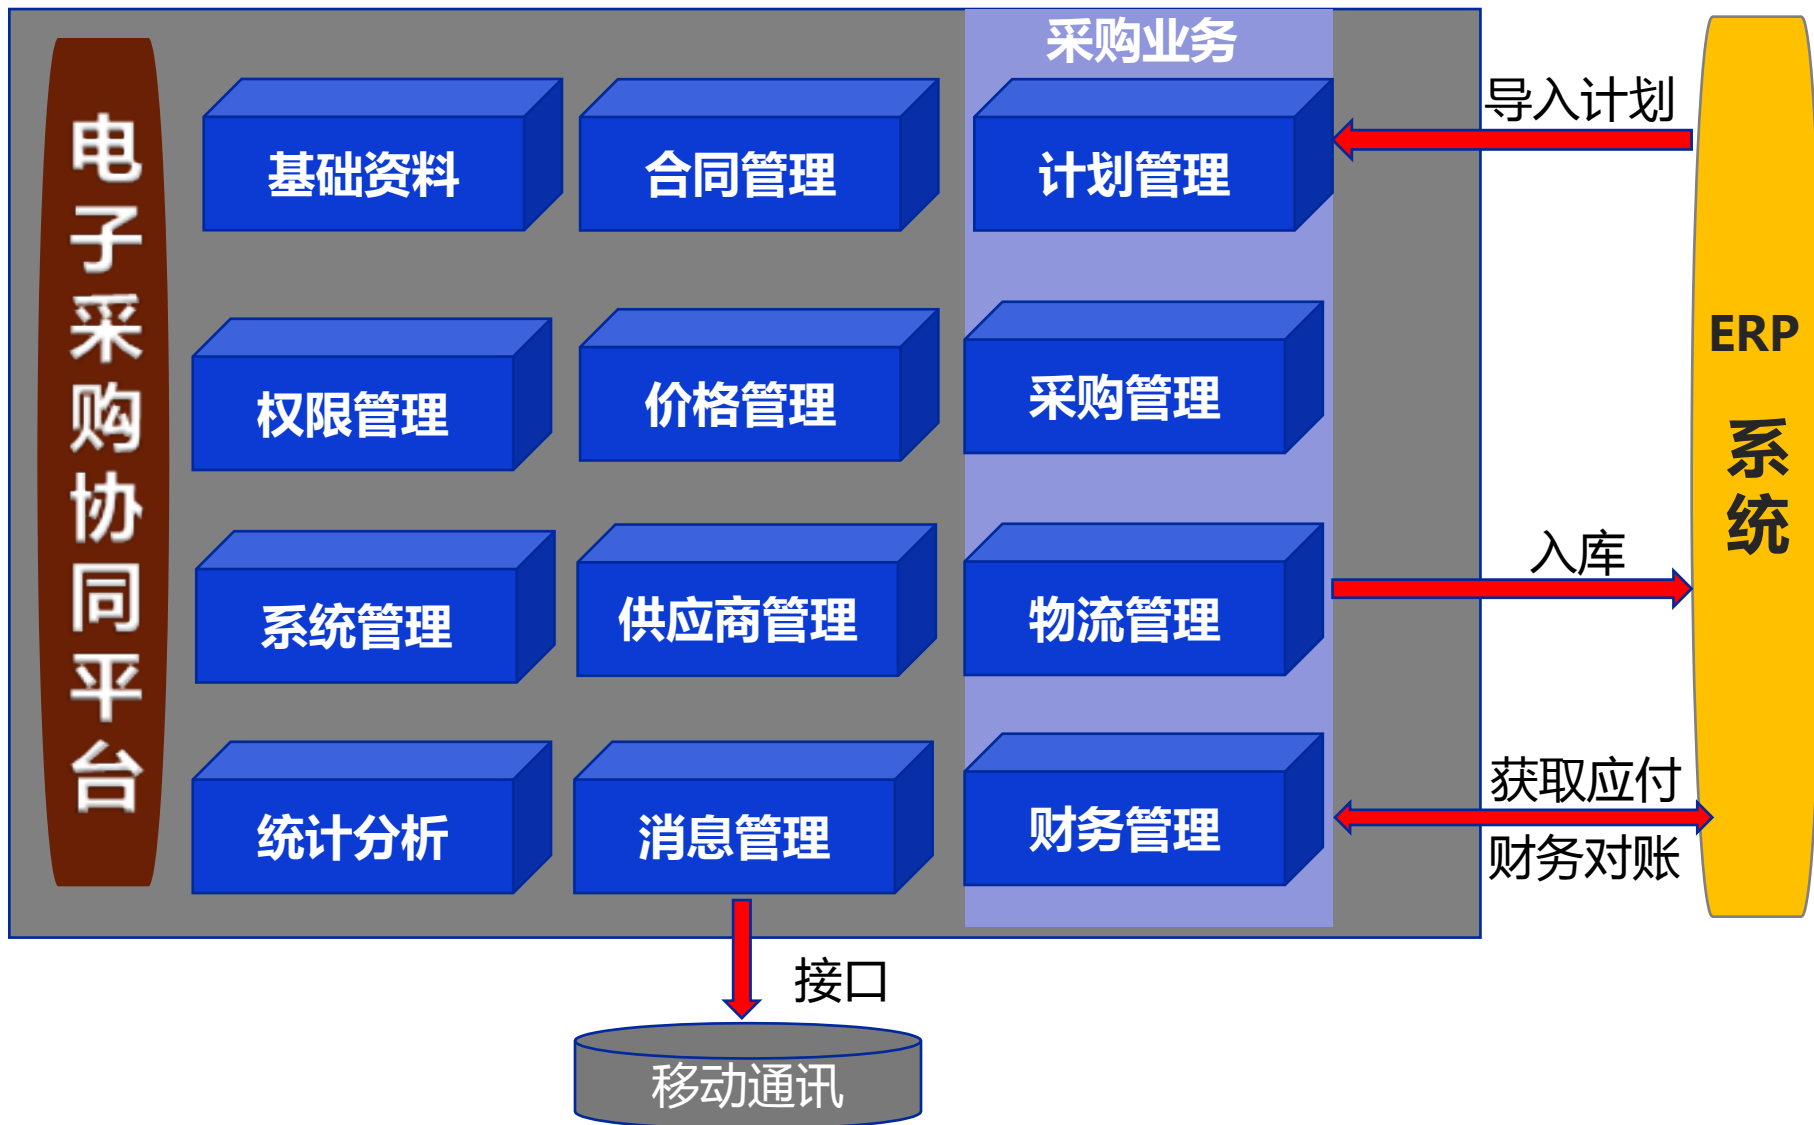 电子采购协同平台
采购业务
基础资料
合同管理
计划管理
导入计划
权限管理
价格管理
采购管理
ERP
系统
系统管理
供应商管理
物流管理
入库
统计分析
消息管理
财务管理
获取应付
财务对账
接口
移动通讯